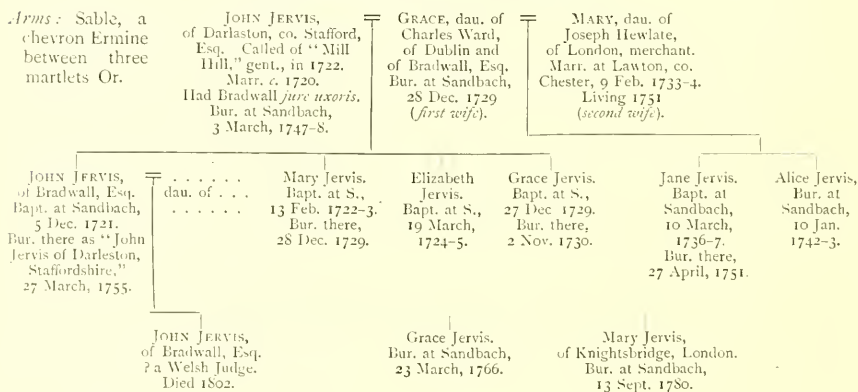 Arms: Sable, a
chevron Ermine
between three
martlets Or.
JOHN JERVIS,
of Darlaston, co. Stafford,
Esq. Called of "Mill
Hill," gent., in 1722.
Marr. c. 1720.
Had Bradwall jure uxoris.
Bur. at Sandbach,
3 March, 1747-8.
GRACE, dau. of
Charles Ward,
of Dublin and
of Bradwall, Esq.
Bur. at Sandbach,
28 Dec. 1729
(first wife).
MARY, dau. of
Joseph Hewlate,
of London, merchant.
Marr. at Lawton, co.
Chester, 9 Feb. 1733-4.
Living 1751
(second wife).
JOHN JERVIS,
of Bradwall, Esq.
Bapt. at Sandbach,
5 Dec. 1721.
Bur. there as "John
Jervis of Darleston,
Staffordshire,"
27 March, 1755.
. . . . . .
dau. of . . .
. . . . . .
Mary Jervis.
Bapt. at S.,
13 Feb. 1722-3.
Bur. there,
28 Dec. 1729.
Elizabeth
Jervis.
Bapt. at S.,
19 March,
1724-5.
Grace Jervis.
Bapt. at S.,
27 Dec 1729.
Bur. there,
2 Nov. 1730.
Jane Jervis.
Bapt. at
Sandbach,
10 March,
1736-7.
Bur. there,
27 April, 1751.
Alice Jervis,
Bur. at
Sandbach,
10 Jan.
1742-3.
JOHN JERVIS,
of Bradwall, Esq.
? a Welsh Judge.
Died 1802.
Grace Jervis.
Bur. at Sandbach,
23 March, 1766.
Mary Jervis,
of Knightsbridge, London.
Bur. at Sandbach,
13 Sept. 1780.